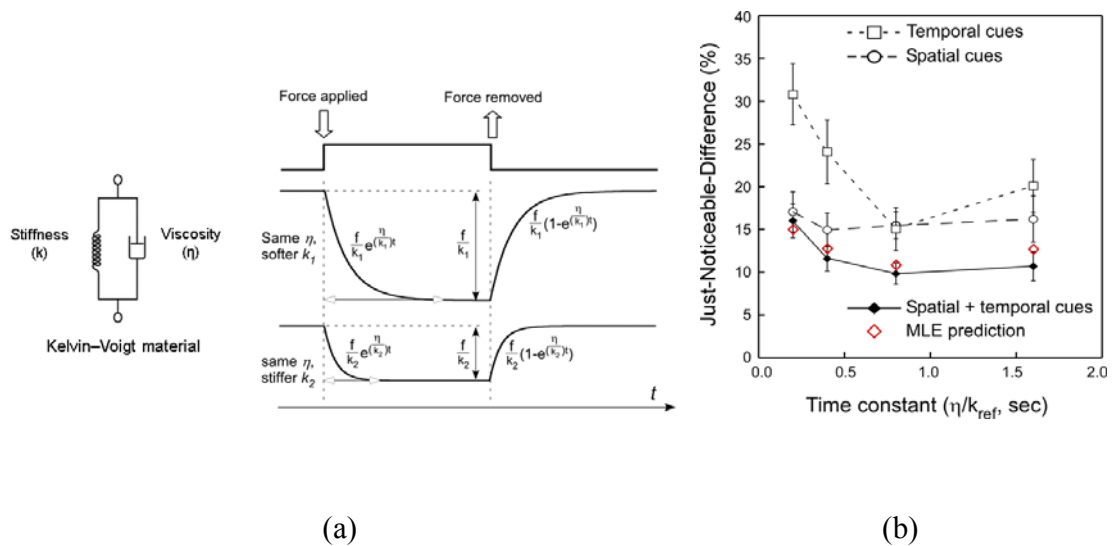 Force applied
Force removed
Stiffness
(k)
Viscosity
(η)
Kelvin–Voigt material
Same η,
softer k₁
f/k₁ e^(η/k₁)t
f/k₁
f/k₁ (1-e^(η/k₁)t)
same η,
stiffer k₂
f/k₂ e^(η/k₂)t
f/k₂
f/k₂ (1-e^(η/k₂)t)
t
(a)
Just-Noticeable-Difference (%)
40
35
30
25
20
15
10
5
0
Temporal cues
Spatial cues
Spatial + temporal cues
MLE prediction
0.0
0.5
1.0
1.5
2.0
Time constant (η/k_ref, sec)
(b)